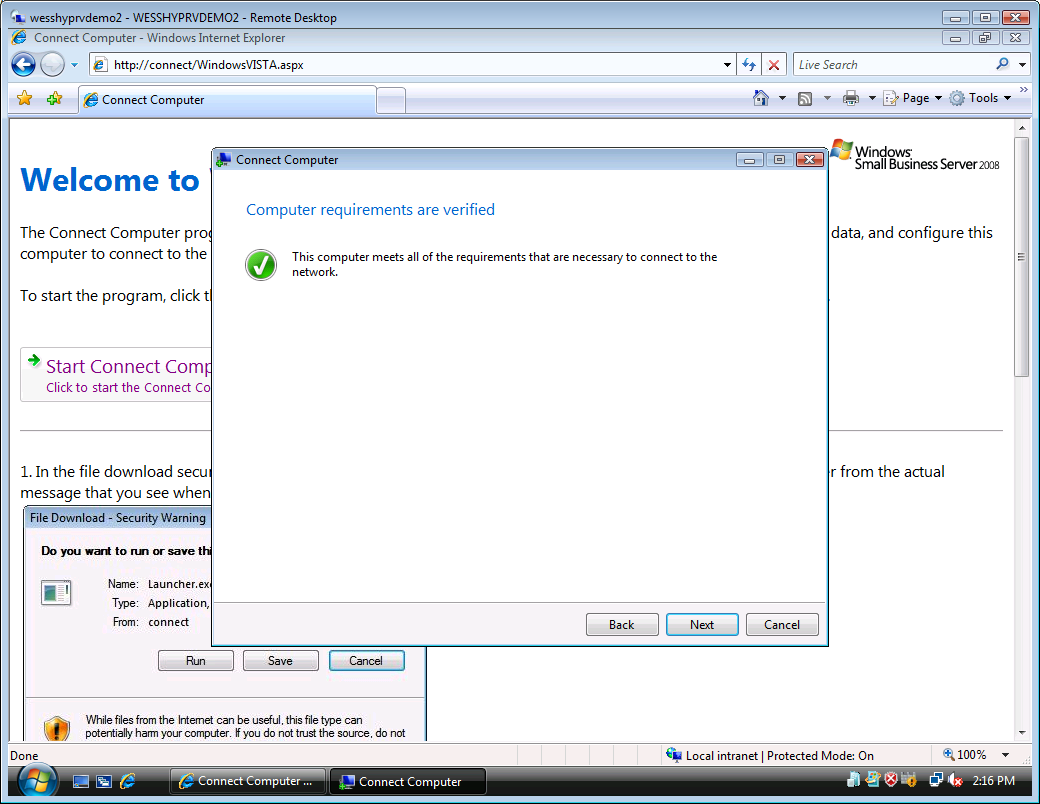 wesshyprvdemo2 - WESSHYPRVDEMO2 - Remote Desktop
Connect Computer - Windows Internet Explorer
http://connect/WindowsVISTA.aspx
Live Search
Connect Computer
Page
Tools
Windows
Small Business Server 2008
Welcome to
The Connect Computer
data, and configure this
computer to connect to the
To start the program, click
Start Connect
Click to start the Connect
Connect Computer
Computer requirements are verified
This computer meets all of the requirements that are necessary to connect to the
network.
Back
Next
Cancel
1. In the file download
from the actual
message that you see when
File Download - Security Warning
Do you want to run or save
Name: Launcher.exe
Type: Application,
From: connect
Run
Save
Cancel
While files from the Internet can be useful, this file type can
potentially harm your computer. If you do not trust the source, do not
Done
Local intranet | Protected Mode: On
100%
Connect Computer ...
Connect Computer
2:16 PM